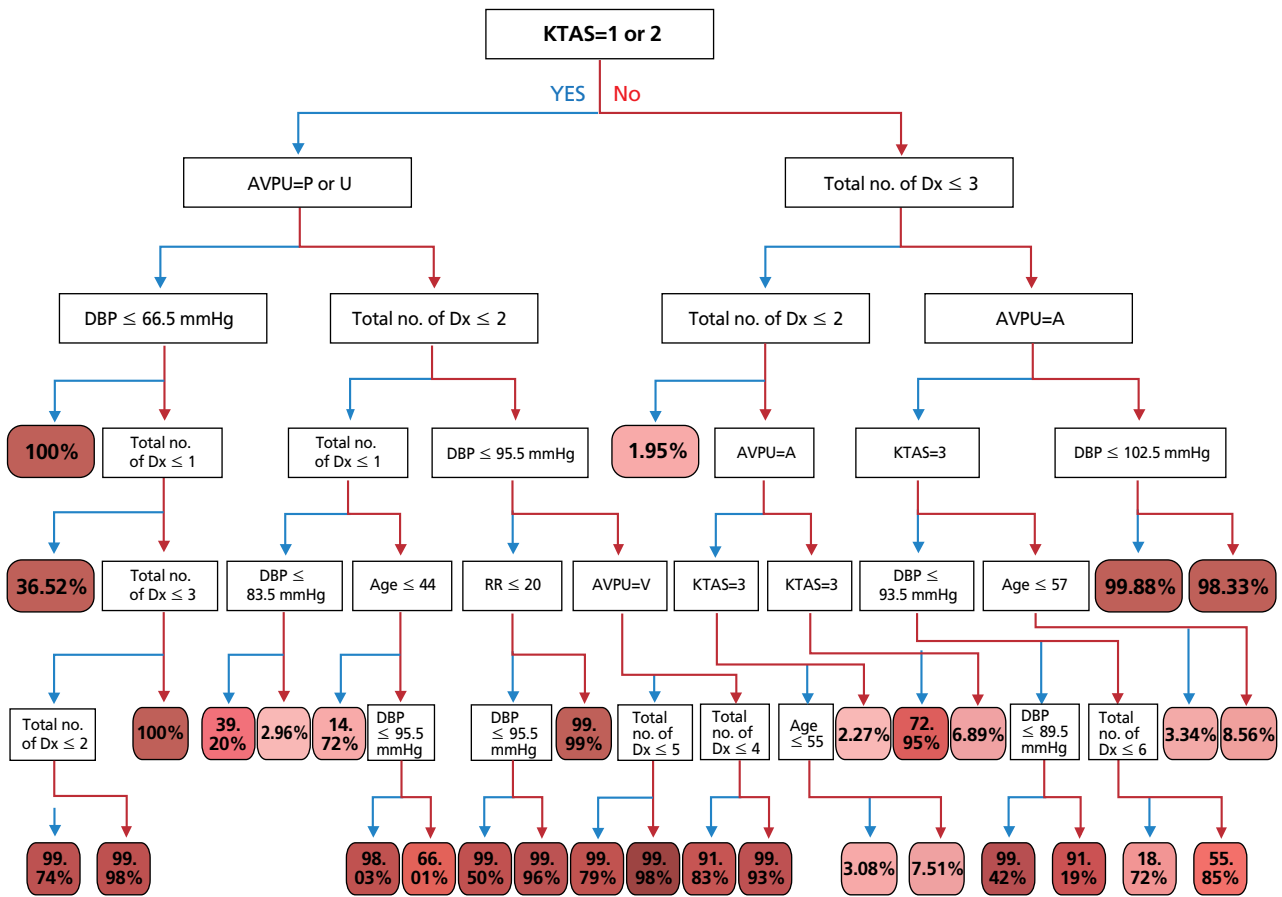 KTAS=1 or 2
YES
No
AVPU=P or U
Total no. of Dx ≤ 3
DBP ≤ 66.5 mmHg
Total no. of Dx ≤ 2
Total no. of Dx ≤ 2
AVPU=A
100%
Total no.
of Dx ≤ 1
Total no.
of Dx ≤ 1
DBP ≤ 95.5 mmHg
1.95%
AVPU=A
KTAS=3
DBP ≤ 102.5 mmHg
36.52%
Total no.
of Dx ≤ 3
DBP ≤
83.5 mmHg
Age ≤ 44
RR ≤ 20
AVPU=V
KTAS=3
KTAS=3
DBP ≤
93.5 mmHg
Age ≤ 57
99.88%
98.33%
Total no.
of Dx ≤ 2
100%
39.
20%
2.96%
14.
72%
DBP
≤ 95.5
mmHg
DBP
≤ 95.5
mmHg
99.
99%
Total
no. of
Dx ≤ 5
Total
no. of
Dx ≤ 4
Age
≤ 55
2.27%
72.
95%
6.89%
DBP
≤ 89.5
mmHg
Total
no. of
Dx ≤ 6
3.34%
8.56%
99.
74%
99.
98%
98.
03%
66.
01%
99.
50%
99.
96%
99.
79%
99.
98%
91.
83%
99.
93%
3.08%
7.51%
99.
42%
91.
19%
18.
72%
55.
85%